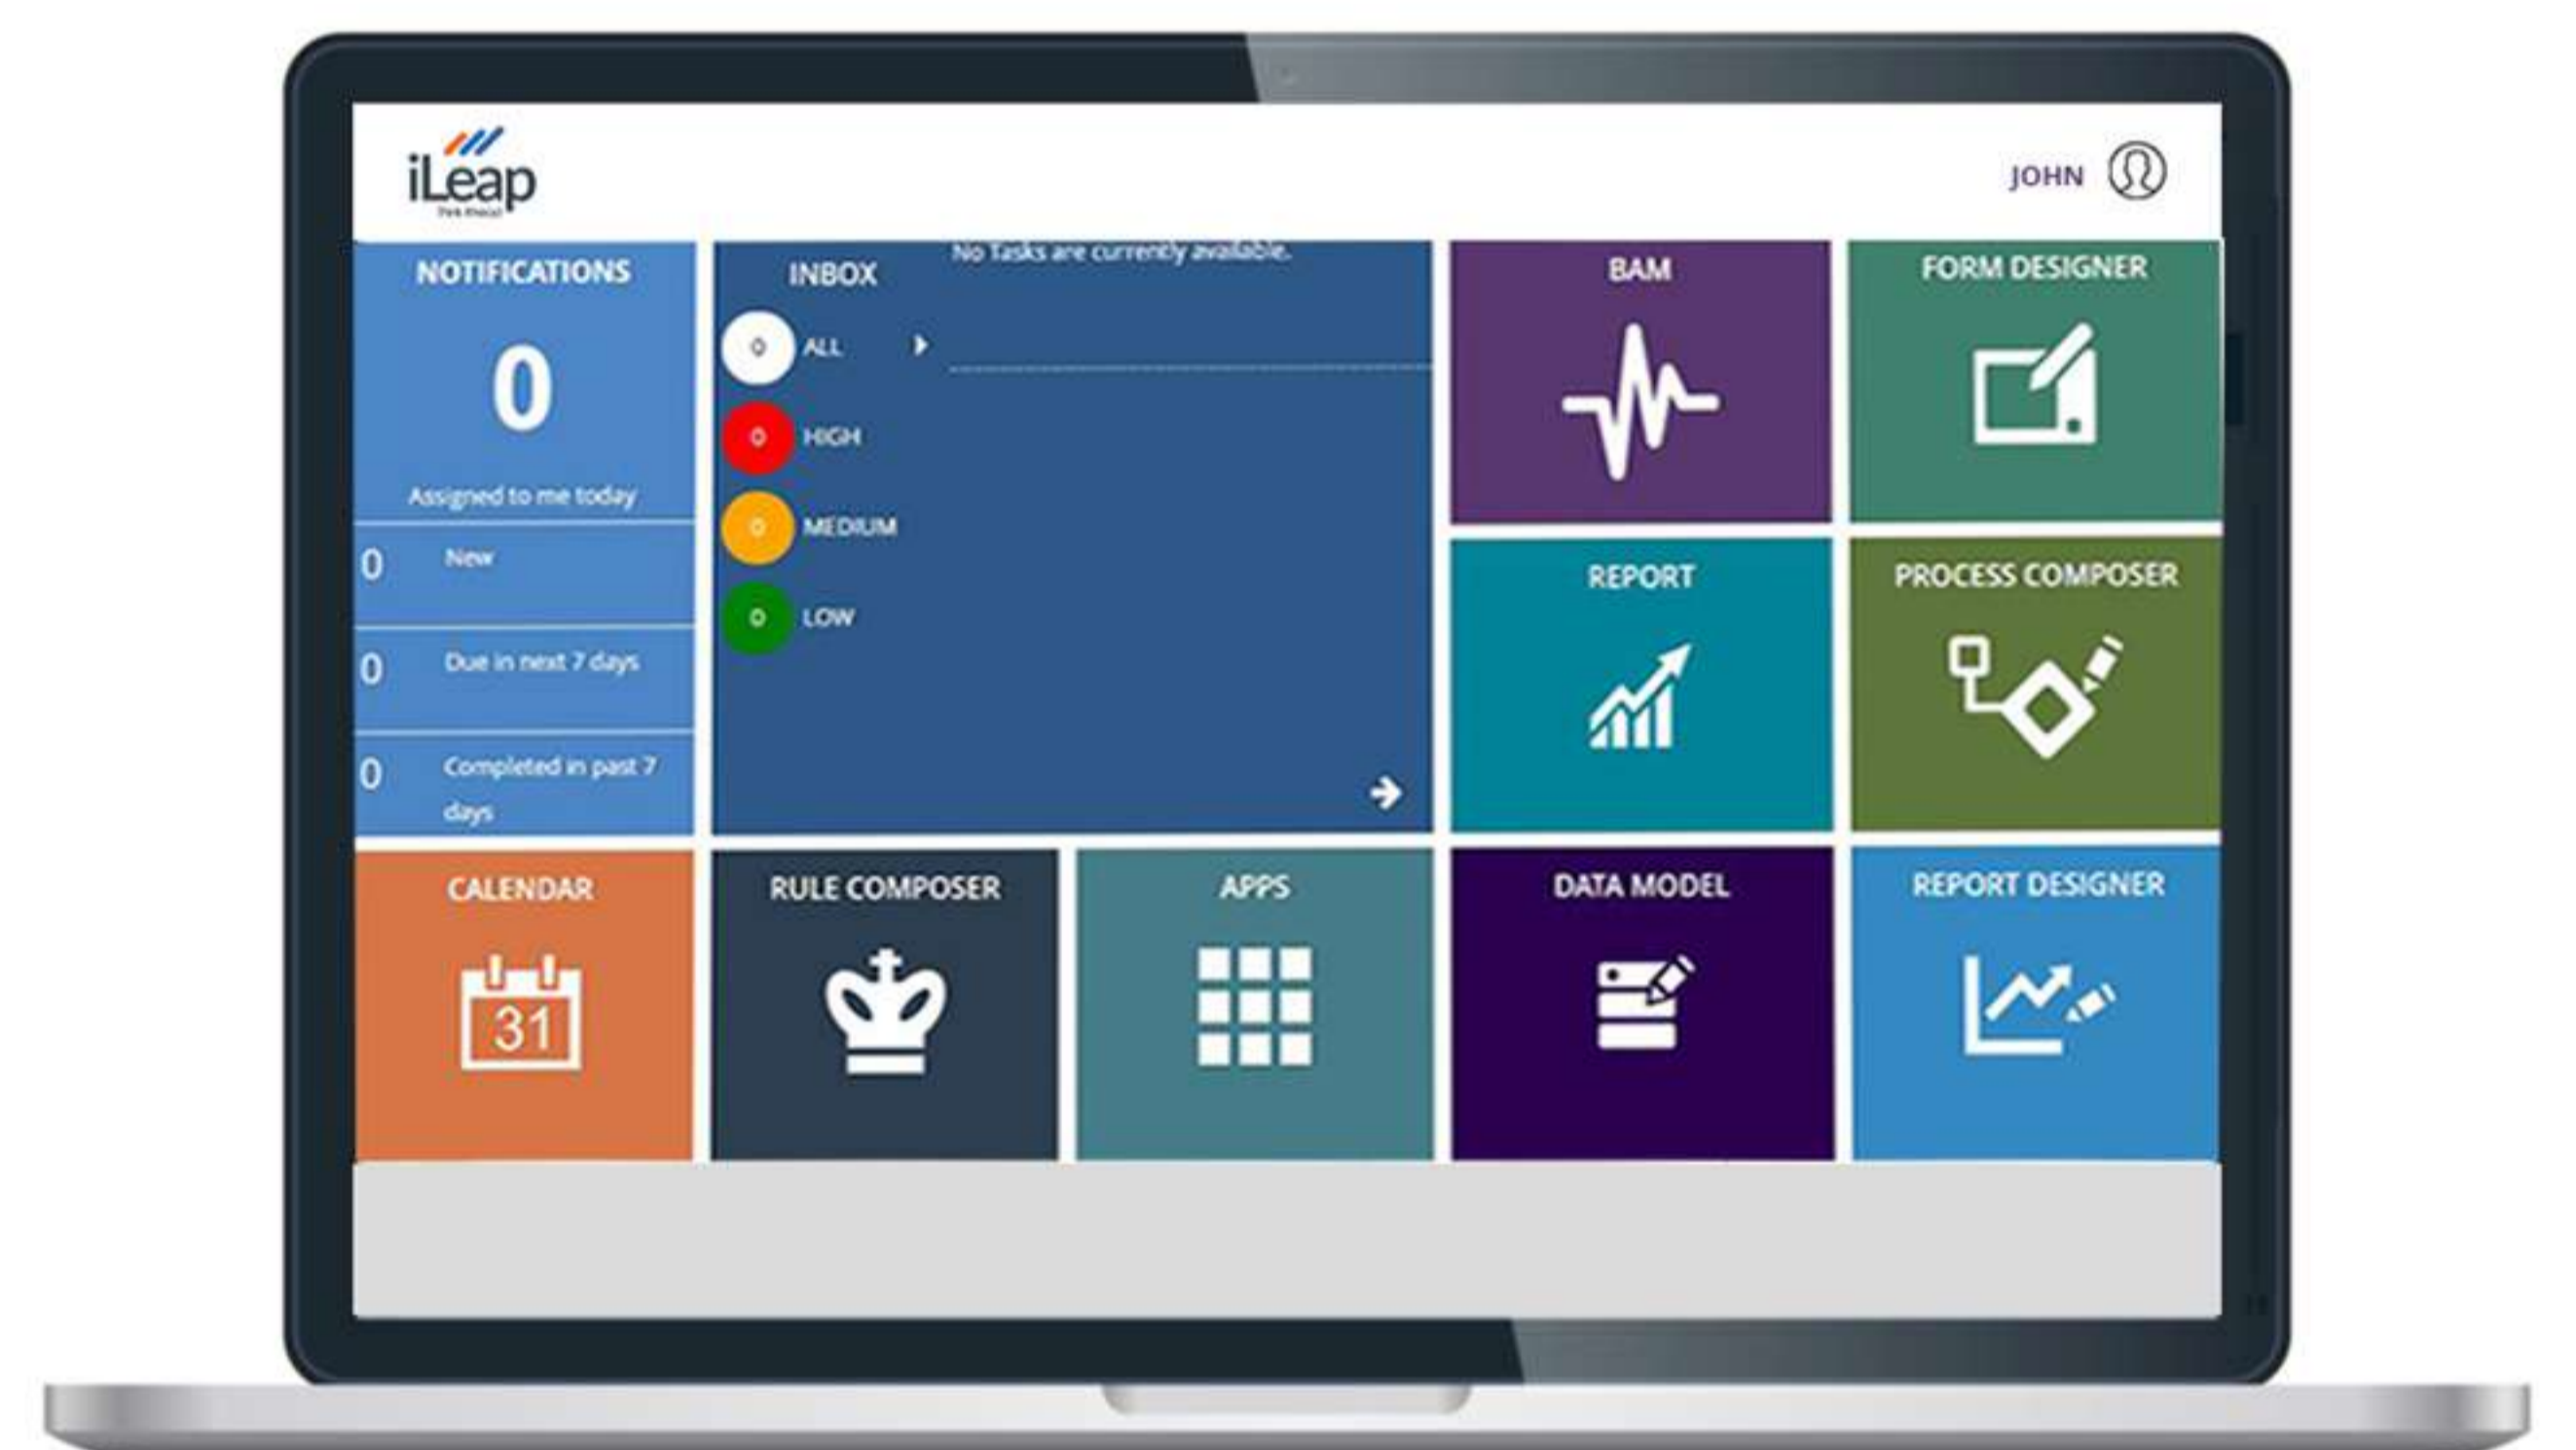 iLeap
JOHN
NOTIFICATIONS
0
Assigned to me today
0 New
0 Due in next 7 days
0 Completed in past 7
days
INBOX
No Tasks are currently available.
0 ALL
0 HIGH
0 MEDIUM
0 LOW
BAM
FORM DESIGNER
REPORT
PROCESS COMPOSER
CALENDAR
31
RULE COMPOSER
APPS
DATA MODEL
REPORT DESIGNER